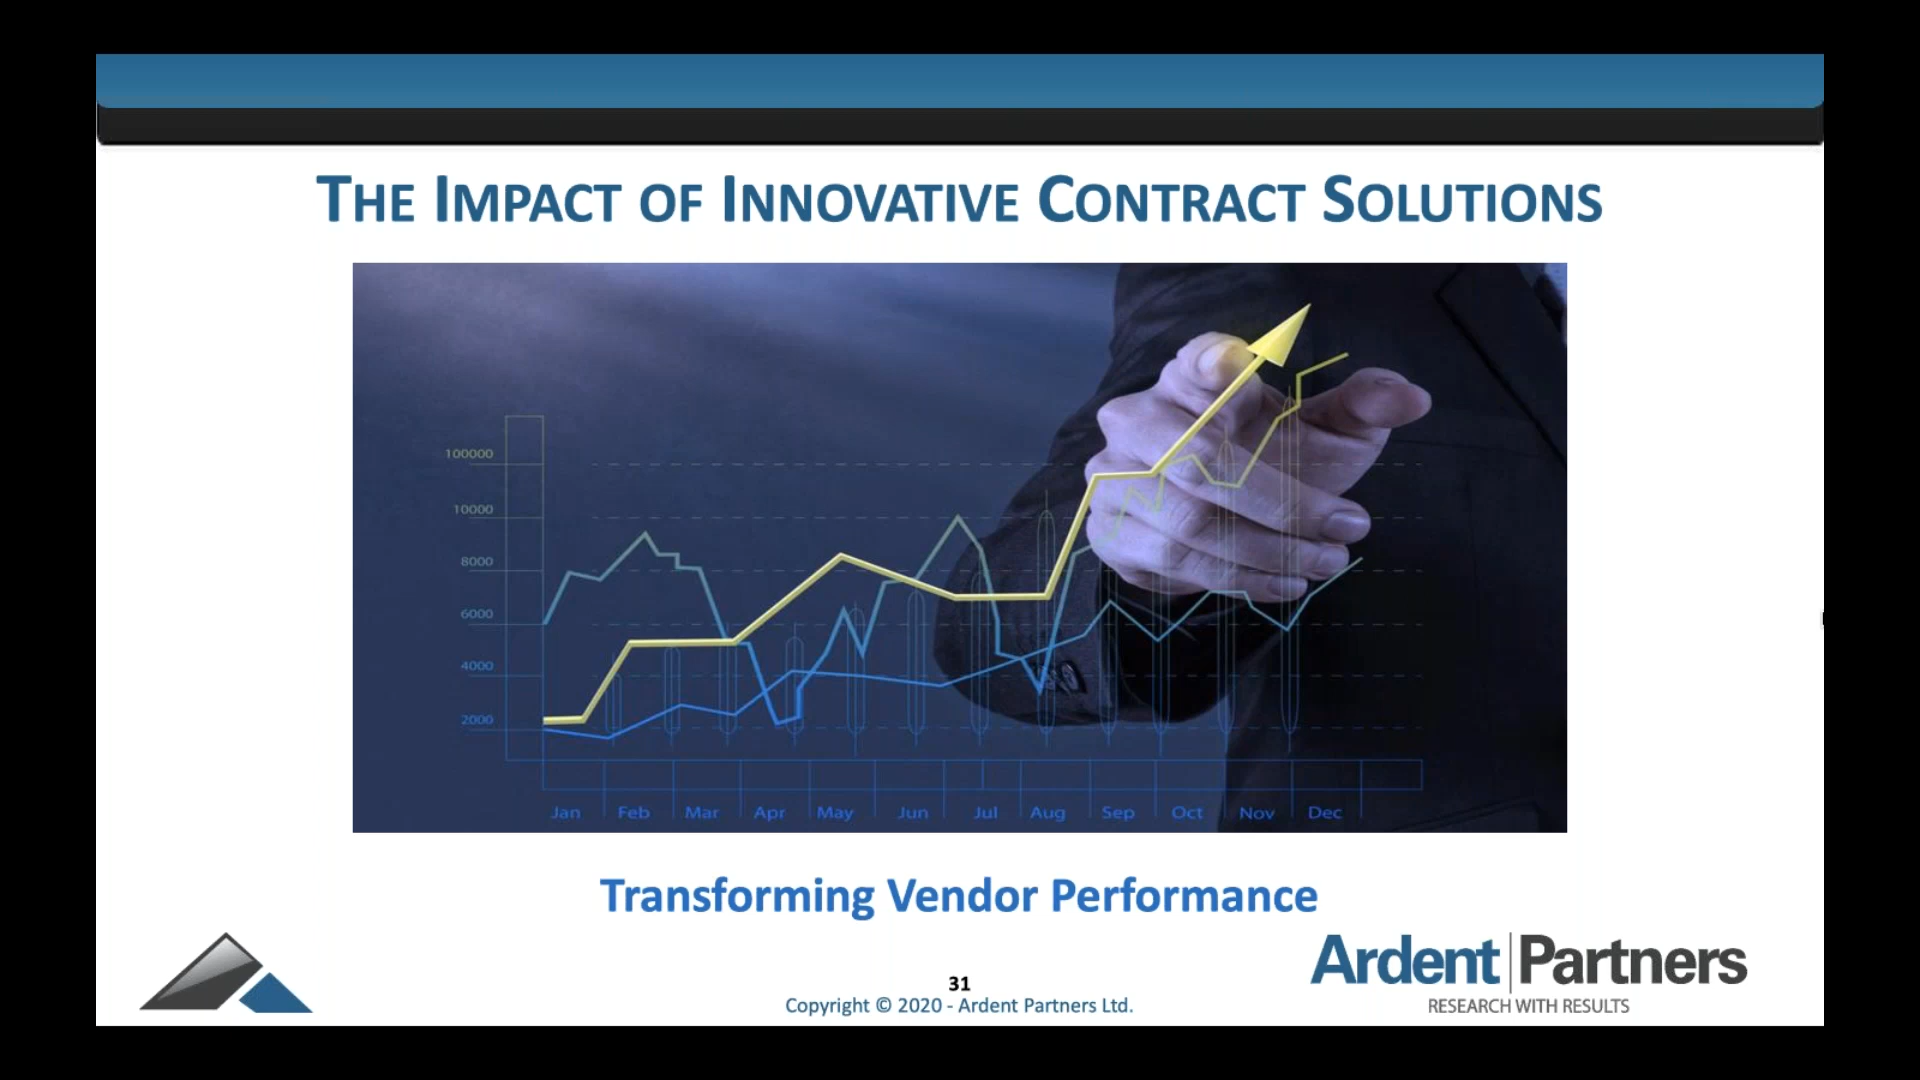 THE IMPACT OF INNOVATIVE CONTRACT SOLUTIONS
100000
10000
8000
6000
4000
2000
Jan Feb Mar Apr May Jun Jul Aug Sep Oct Nov Dec
Transforming Vendor Performance
31
Copyright © 2020 - Ardent Partners Ltd.
Ardent Partners
RESEARCH WITH RESULTS